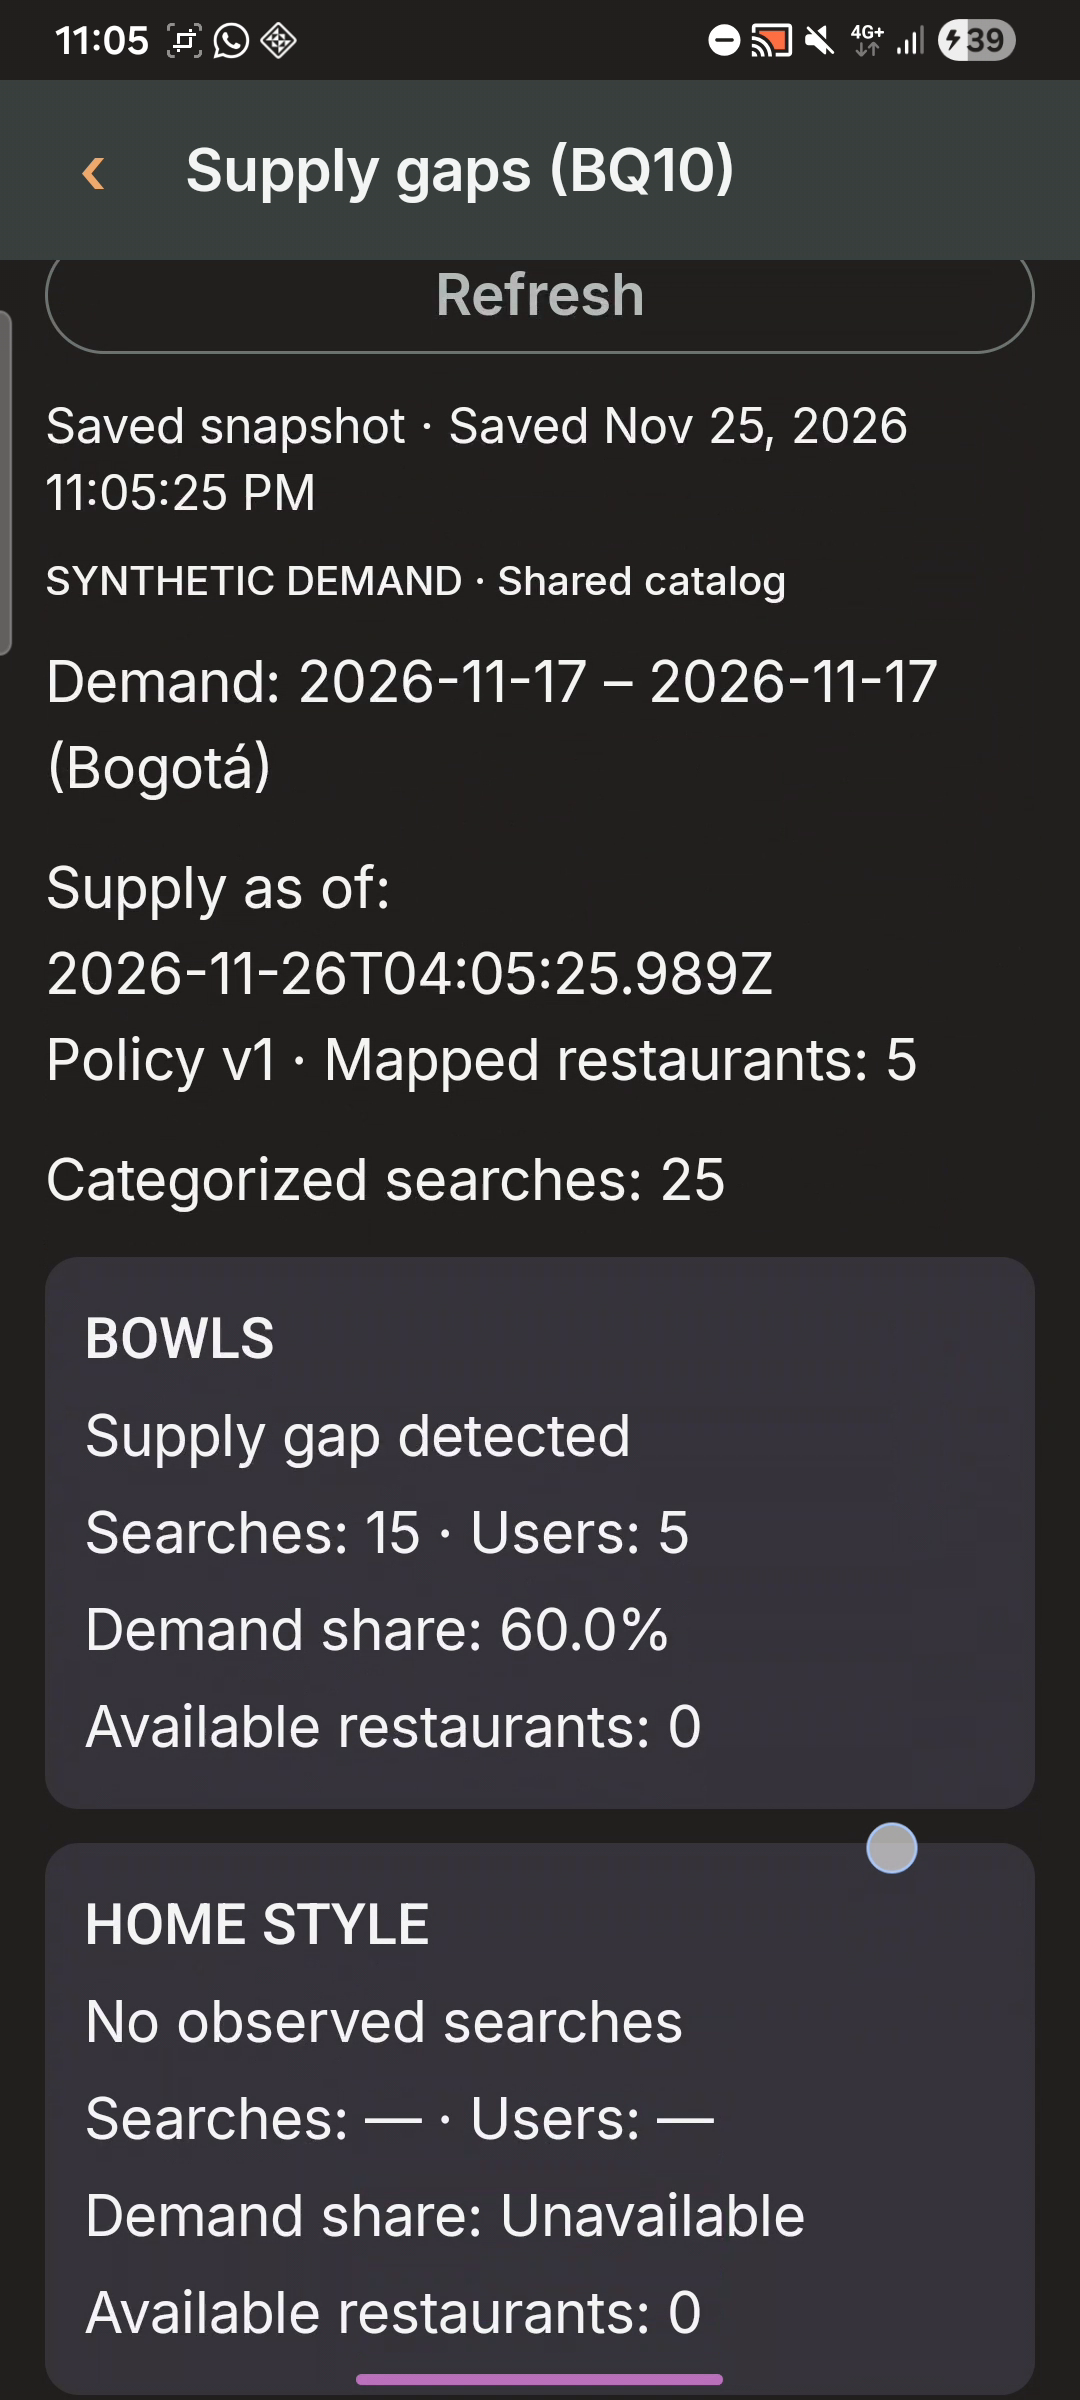 11:05
4G+
39
‹ Supply gaps (BQ10)
Refresh
Saved snapshot · Saved Nov 25, 2026
11:05:25 PM
SYNTHETIC DEMAND · Shared catalog
Demand: 2026-11-17 – 2026-11-17
(Bogotá)
Supply as of:
2026-11-26T04:05:25.989Z
Policy v1 · Mapped restaurants: 5
Categorized searches: 25
BOWLS
Supply gap detected
Searches: 15 · Users: 5
Demand share: 60.0%
Available restaurants: 0
HOME STYLE
No observed searches
Searches: — · Users: —
Demand share: Unavailable
Available restaurants: 0